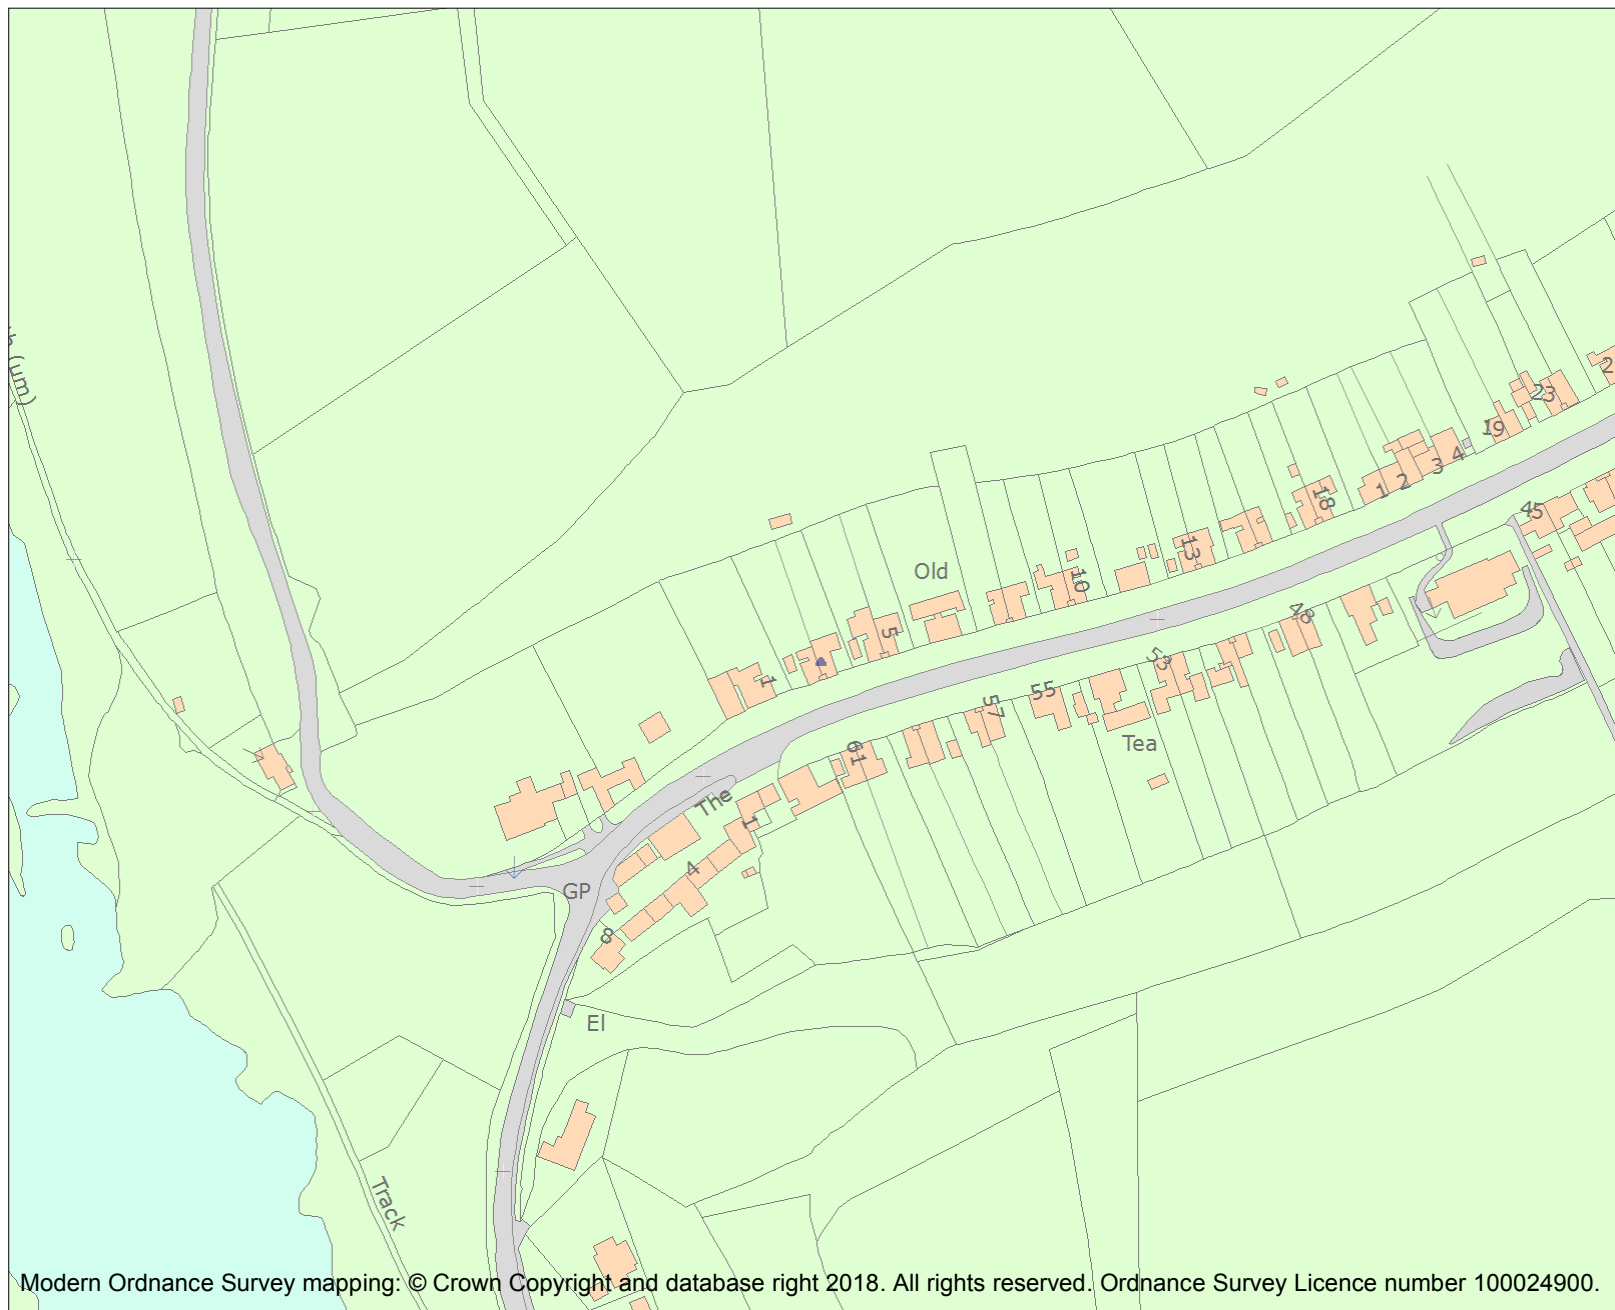 (um)
2
23
19
4
3
2
1
18
45
13
Old
10
48
5
53
1
55
57
Tea
61
The
1
4
GP
8
El
Track
Modern Ordnance Survey mapping: © Crown Copyright and database right 2018. All rights reserved. Ordnance Survey Licence number 100024900.